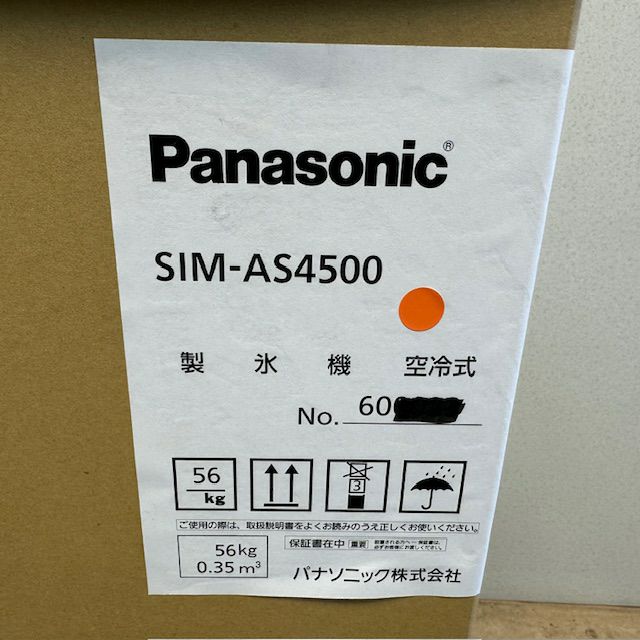 Panasonic®
SIM-AS4500
製氷機 空冷式
No. 60
56
kg
3
ご使用の際は、取扱説明書をよくお読みのうえ正しくお使いください。
56kg
0.35m³
保証書在中 重要
パナソニック株式会社